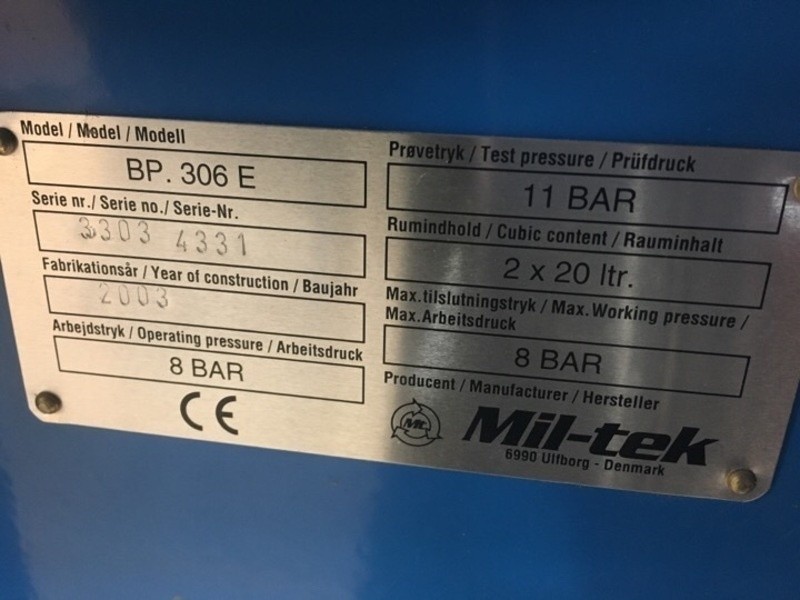 Model / Model / Modell
BP. 306 E
Serie nr./ Serie no./ Serie-Nr.
3303 4331
Fabrikationsår / Year of construction / Baujahr
2003
Arbejdstryk / Operating pressure / Arbeitsdruck
8 BAR
CE
Prøvetryk / Test pressure / Prüfdruck
11 BAR
Rumindhold / Cubic content / Rauminhalt
2 x 20 ltr.
Max.tilslutningstryk / Max. Working pressure /
Max.Arbeitsdruck
8 BAR
Producent / Manufacturer / Hersteller
Mil-tek
6990 Ulfborg - Denmark